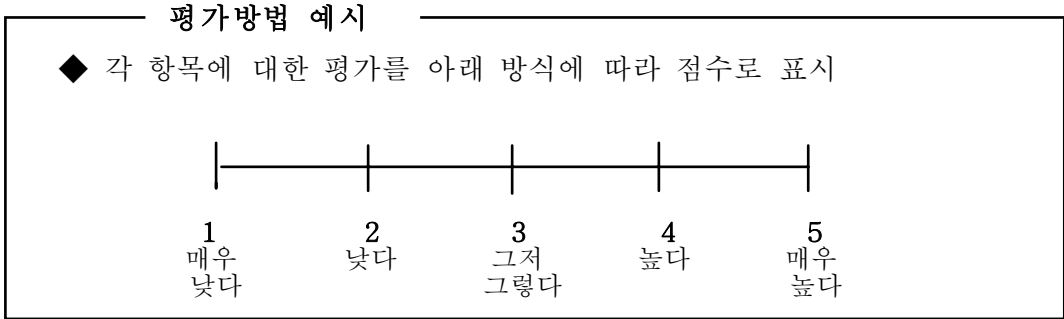 평가방법 예시
◆ 각 항목에 대한 평가를 아래 방식에 따라 점수로 표시
1 2 3 4 5
매우 낮다 그저 높다 매우
낮다 그렇다 높다